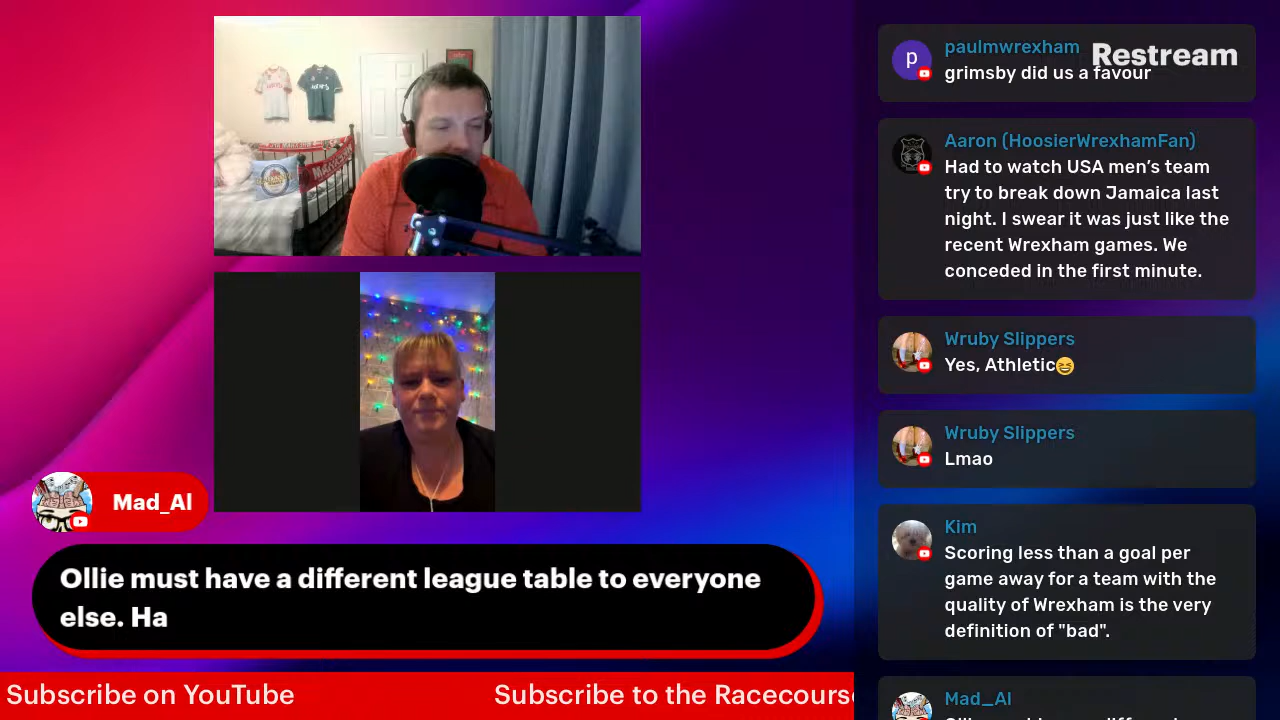 paulmwrexham
Restream
p
grimsby did us a favour
Aaron (HoosierWrexhamFan)
Had to watch USA men’s team
try to break down Jamaica last
night. I swear it was just like the
recent Wrexham games. We
conceded in the first minute.
Wruby Slippers
Yes, Athletic😆
Wruby Slippers
Lmao
Kim
Scoring less than a goal per
game away for a team with the
quality of Wrexham is the very
definition of "bad".
Mad_Al
Mad_Al
Ollie must have a different league table to everyone
else. Ha
Subscribe on YouTube
Subscribe to the Racecourse